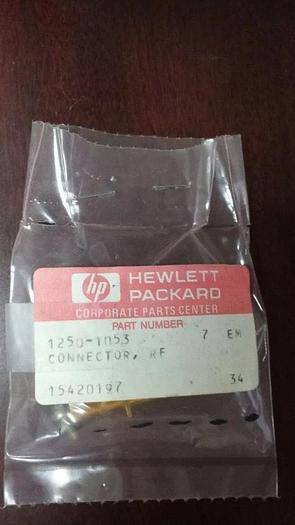 hp HEWLETT
PACKARD
CORPORATE PARTS CENTER
PART NUMBER
1250-1053 7 EM
CONNECTOR, RF
15420197 34